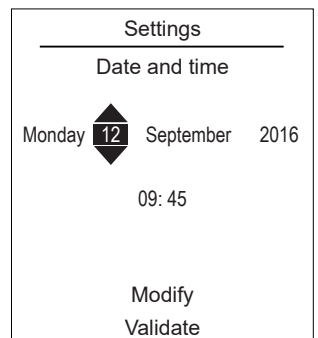 Settings
Date and time
Monday 12 September 2016
09: 45
Modify
Validate